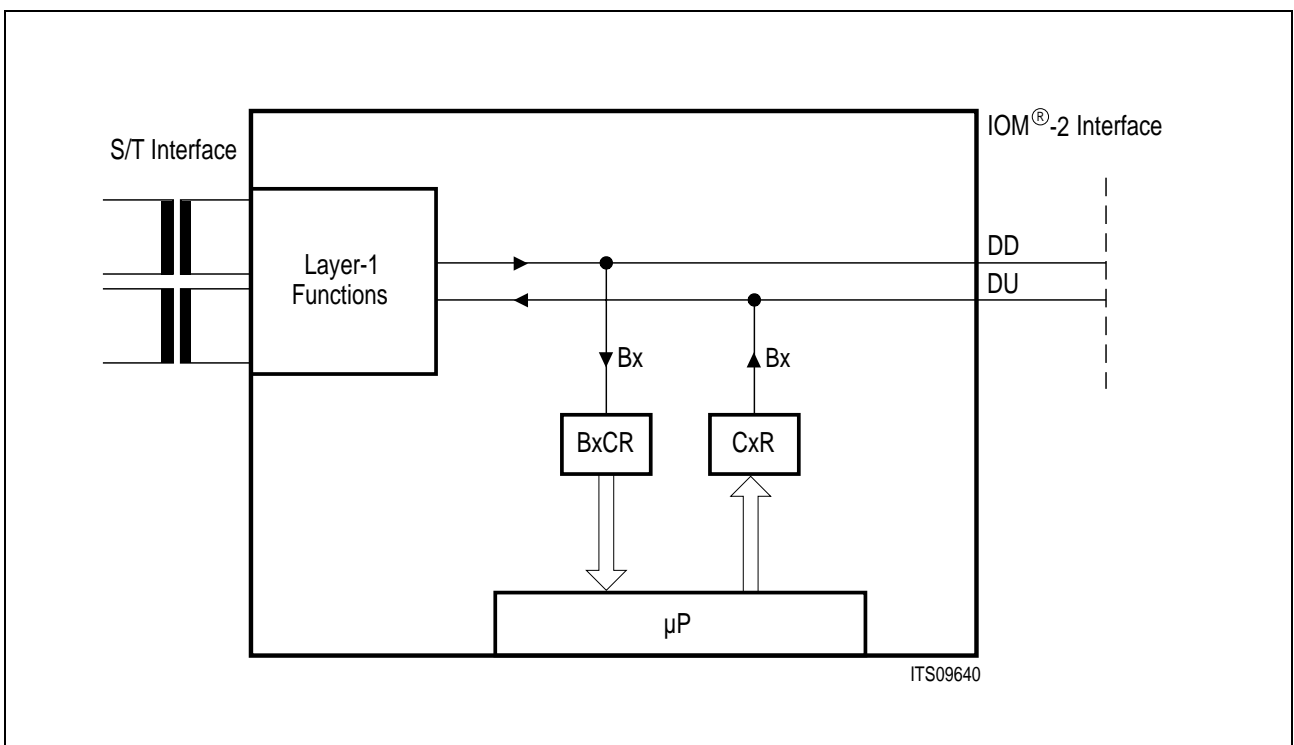 IOM®-2 Interface
S/T Interface
Layer-1
Functions
DD
DU
Bx
Bx
BxCR
CxR
µP
ITS09640